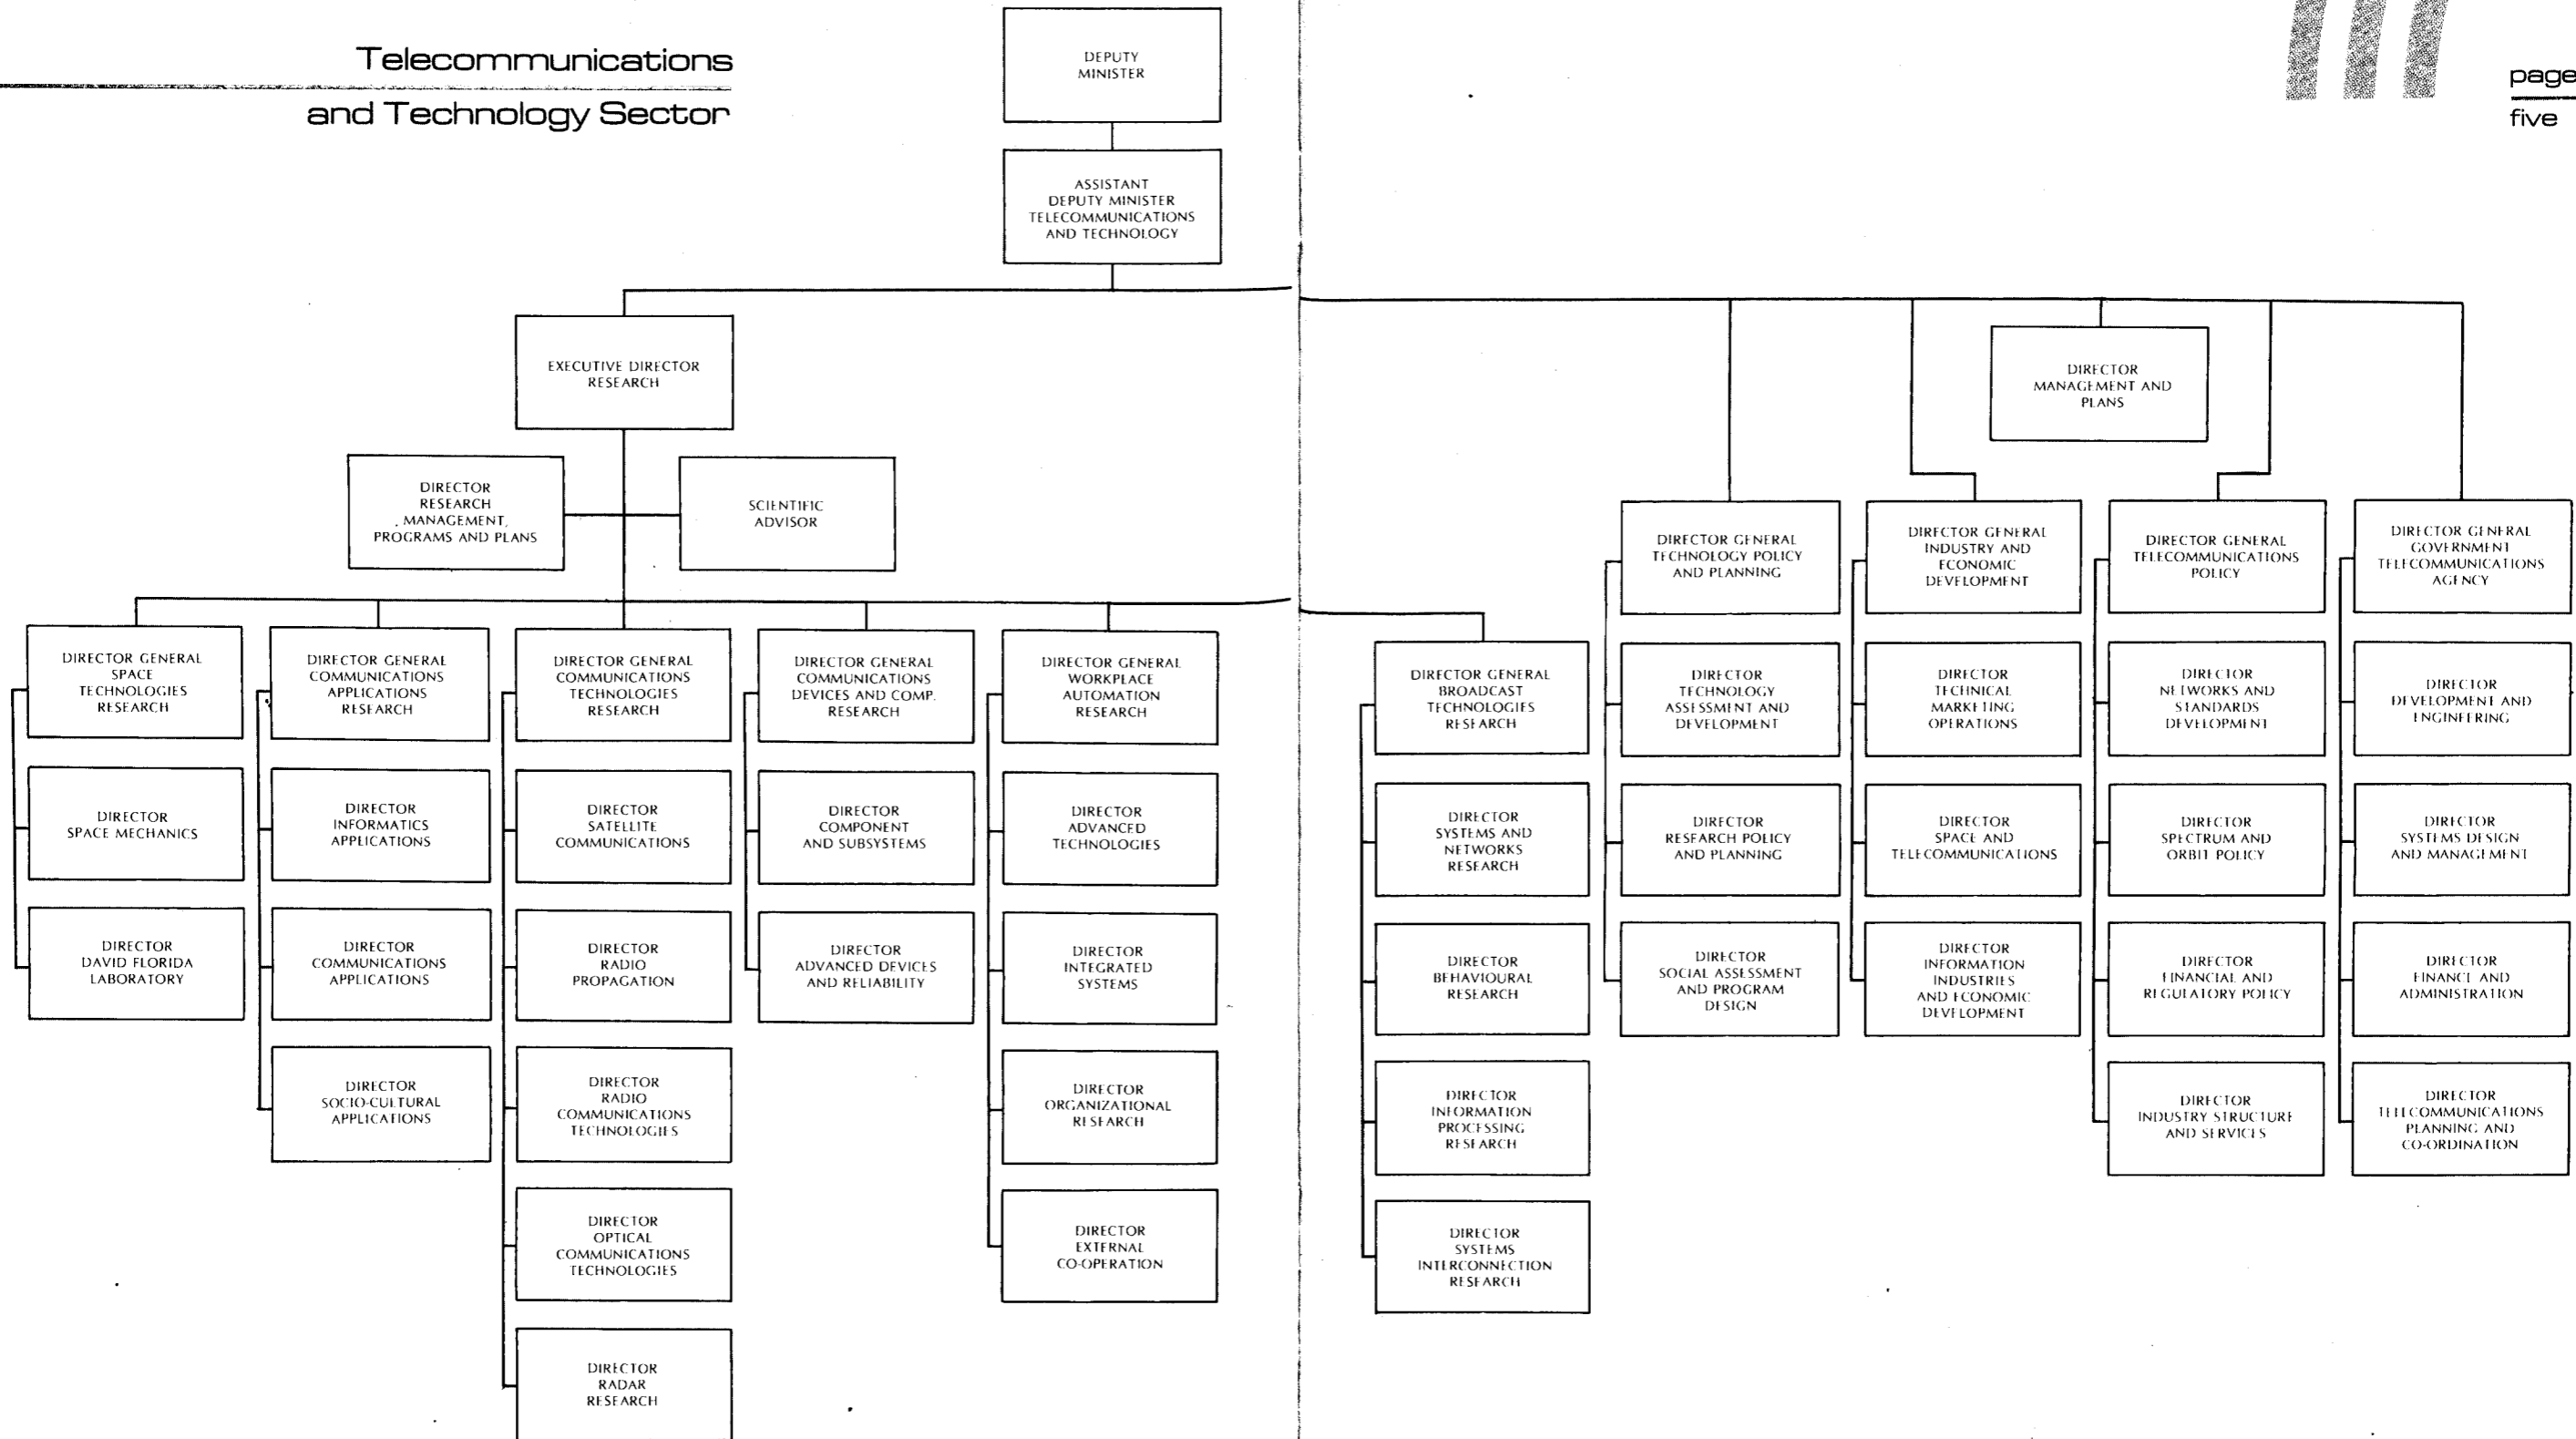 Telecommunications
and Technology Sector
page
five
DEPUTY
MINISTER
ASSISTANT
DEPUTY MINISTER
TELECOMMUNICATIONS
AND TECHNOLOGY
EXECUTIVE DIRECTOR
RESEARCH
DIRECTOR
MANAGEMENT AND
PLANS
DIRECTOR
RESEARCH
MANAGEMENT,
PROGRAMS AND PLANS
SCIENTIFIC
ADVISOR
DIRECTOR GENERAL
SPACE
TECHNOLOGIES
RESEARCH
DIRECTOR
SPACE MECHANICS
DIRECTOR
DAVID FLORIDA
LABORATORY
DIRECTOR GENERAL
COMMUNICATIONS
APPLICATIONS
RESEARCH
DIRECTOR
INFORMATICS
APPLICATIONS
DIRECTOR
COMMUNICATIONS
APPLICATIONS
DIRECTOR
SOCIO-CULTURAL
APPLICATIONS
DIRECTOR GENERAL
COMMUNICATIONS
TECHNOLOGIES
RESEARCH
DIRECTOR
SATELLITE
COMMUNICATIONS
DIRECTOR
RADIO
PROPAGATION
DIRECTOR
RADIO
COMMUNICATIONS
TECHNOLOGIES
DIRECTOR
OPTICAL
COMMUNICATIONS
TECHNOLOGIES
DIRECTOR
RADAR
RESEARCH
DIRECTOR GENERAL
COMMUNICATIONS
DEVICES AND COMP.
RESEARCH
DIRECTOR
COMPONENT
AND SUBSYSTEMS
DIRECTOR
ADVANCED DEVICES
AND RELIABILITY
DIRECTOR GENERAL
WORKPLACE
AUTOMATION
RESEARCH
DIRECTOR
ADVANCED
TECHNOLOGIES
DIRECTOR
INTEGRATED
SYSTEMS
DIRECTOR
ORGANIZATIONAL
RESEARCH
DIRECTOR
EXTERNAL
CO-OPERATION
DIRECTOR GENERAL
BROADCAST
TECHNOLOGIES
RESEARCH
DIRECTOR
SYSTEMS AND
NETWORKS
RESEARCH
DIRECTOR
BEHAVIOURAL
RESEARCH
DIRECTOR
INFORMATION
PROCESSING
RESEARCH
DIRECTOR
SYSTEMS
INTERCONNECTION
RESEARCH
DIRECTOR GENERAL
TECHNOLOGY POLICY
AND PLANNING
DIRECTOR
TECHNOLOGY
ASSESSMENT AND
DEVELOPMENT
DIRECTOR
RESEARCH POLICY
AND PLANNING
DIRECTOR
SOCIAL ASSESSMENT
AND PROGRAM
DESIGN
DIRECTOR GENERAL
INDUSTRY AND
ECONOMIC
DEVELOPMENT
DIRECTOR
TECHNICAL
MARKETING
OPERATIONS
DIRECTOR
SPACE AND
TELECOMMUNICATIONS
DIRECTOR
INFORMATION
INDUSTRIES
AND ECONOMIC
DEVELOPMENT
DIRECTOR GENERAL
TELECOMMUNICATIONS
POLICY
DIRECTOR
NETWORKS AND
STANDARDS
DEVELOPMENT
DIRECTOR
SPECTRUM AND
ORBIT POLICY
DIRECTOR
FINANCIAL AND
REGULATORY POLICY
DIRECTOR
INDUSTRY STRUCTURE
AND SERVICES
DIRECTOR GENERAL
GOVERNMENT
TELECOMMUNICATIONS
AGENCY
DIRECTOR
DEVELOPMENT AND
ENGINEERING
DIRECTOR
SYSTEMS DESIGN
AND MANAGEMENT
DIRECTOR
FINANCE AND
ADMINISTRATION
DIRECTOR
TELECOMMUNICATIONS
PLANNING AND
CO-ORDINATION